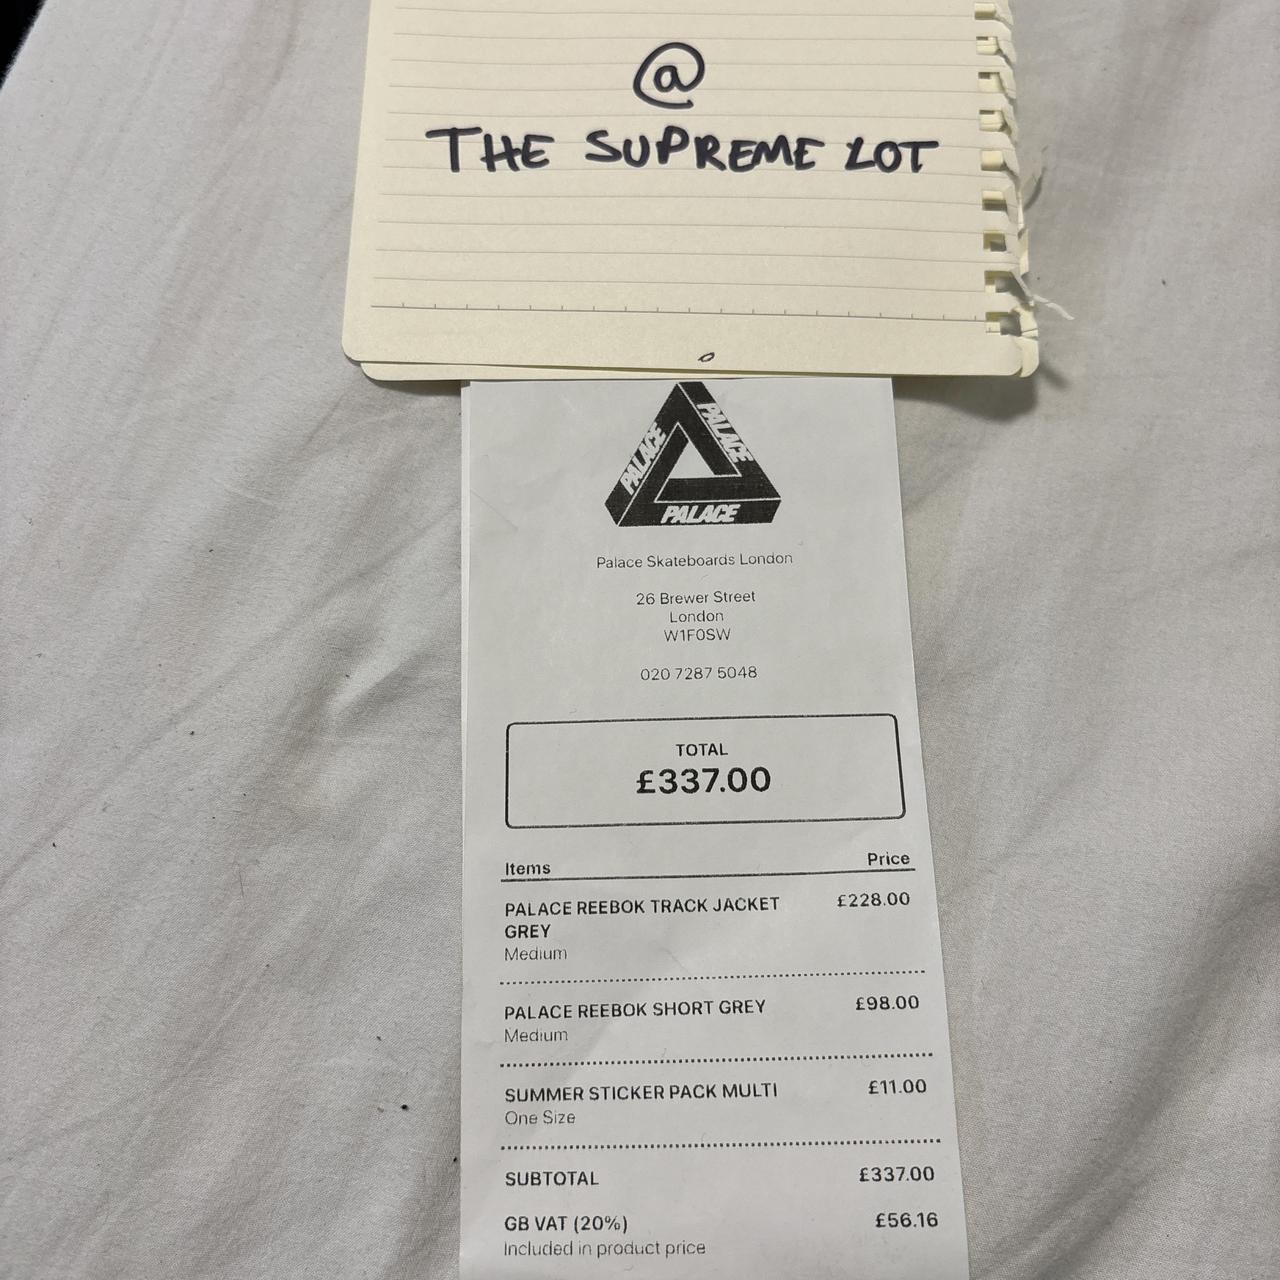 @
THE SUPREME LOT
PALACE
PALACE
PALACE
Palace Skateboards London
26 Brewer Street
London
W1F0SW
020 7287 5048
TOTAL
£337.00
Items Price
PALACE REEBOK TRACK JACKET £228.00
GREY
Medium
PALACE REEBOK SHORT GREY £98.00
Medium
SUMMER STICKER PACK MULTI £11.00
One Size
SUBTOTAL £337.00
GB VAT (20%) £56.16
Included in product price